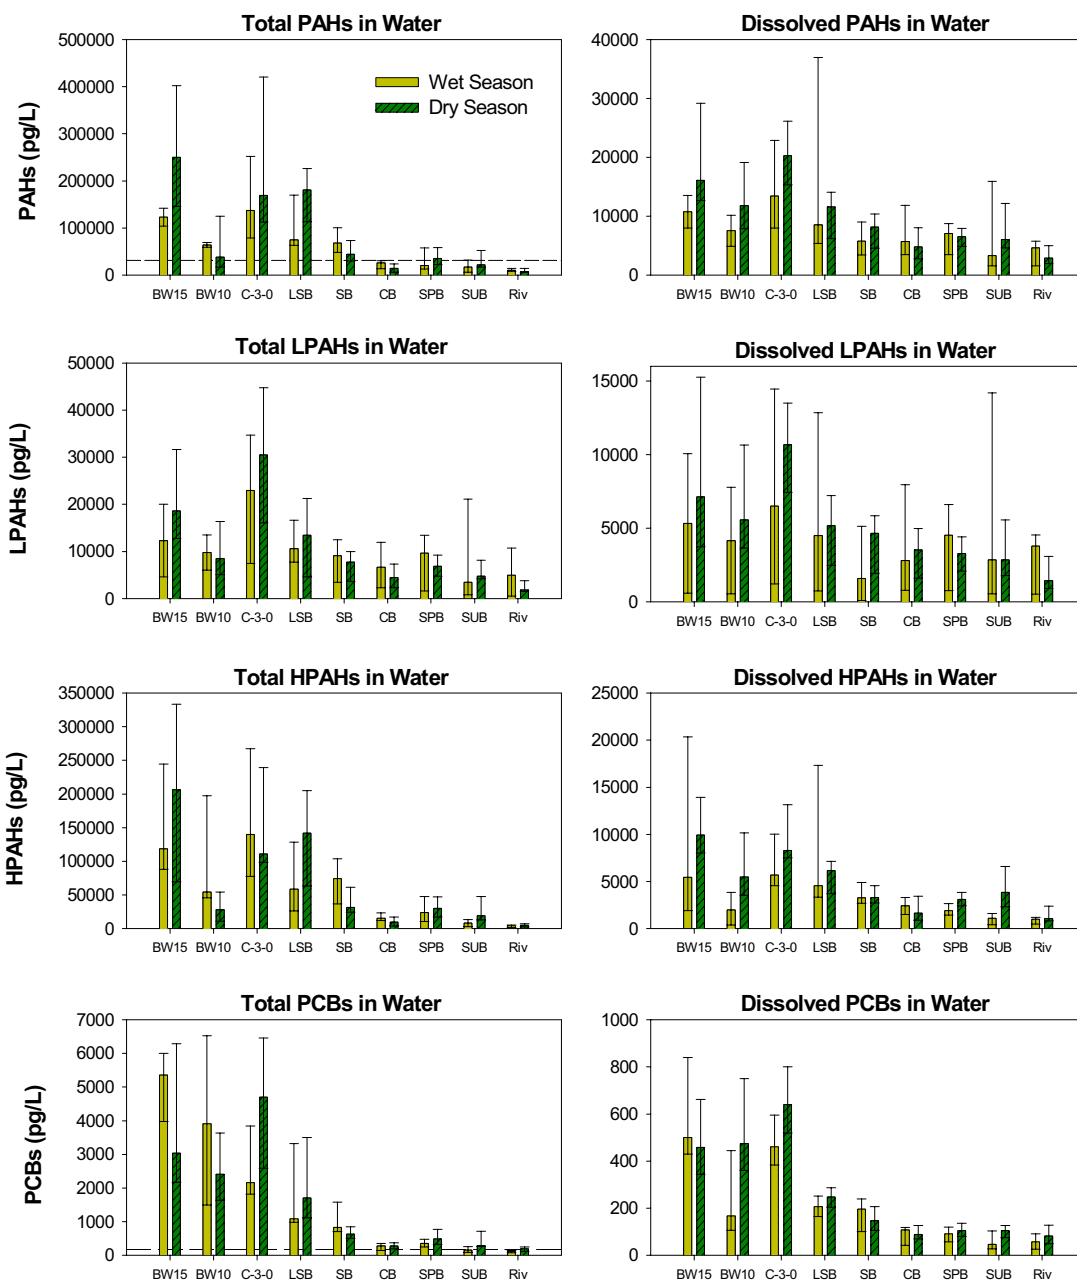 Total PAHs in Water
PAHs (pg/L)
500000
400000
300000
200000
100000
0
Wet Season
Dry Season
BW15 BW10 C-3-0 LSB SB CB SPB SUB Riv
Dissolved PAHs in Water
40000
30000
20000
10000
0
BW15 BW10 C-3-0 LSB SB CB SPB SUB Riv
Total LPAHs in Water
LPAHs (pg/L)
50000
40000
30000
20000
10000
0
BW15 BW10 C-3-0 LSB SB CB SPB SUB Riv
Dissolved LPAHs in Water
15000
10000
5000
0
BW15 BW10 C-3-0 LSB SB CB SPB SUB Riv
Total HPAHs in Water
HPAHs (pg/L)
350000
300000
250000
200000
150000
100000
50000
0
BW15 BW10 C-3-0 LSB SB CB SPB SUB Riv
Dissolved HPAHs in Water
25000
20000
15000
10000
5000
0
BW15 BW10 C-3-0 LSB SB CB SPB SUB Riv
Total PCBs in Water
PCBs (pg/L)
7000
6000
5000
4000
3000
2000
1000
0
BW15 BW10 C-3-0 LSB SB CB SPB SUB Riv
Dissolved PCBs in Water
1000
800
600
400
200
0
BW15 BW10 C-3-0 LSB SB CB SPB SUB Riv